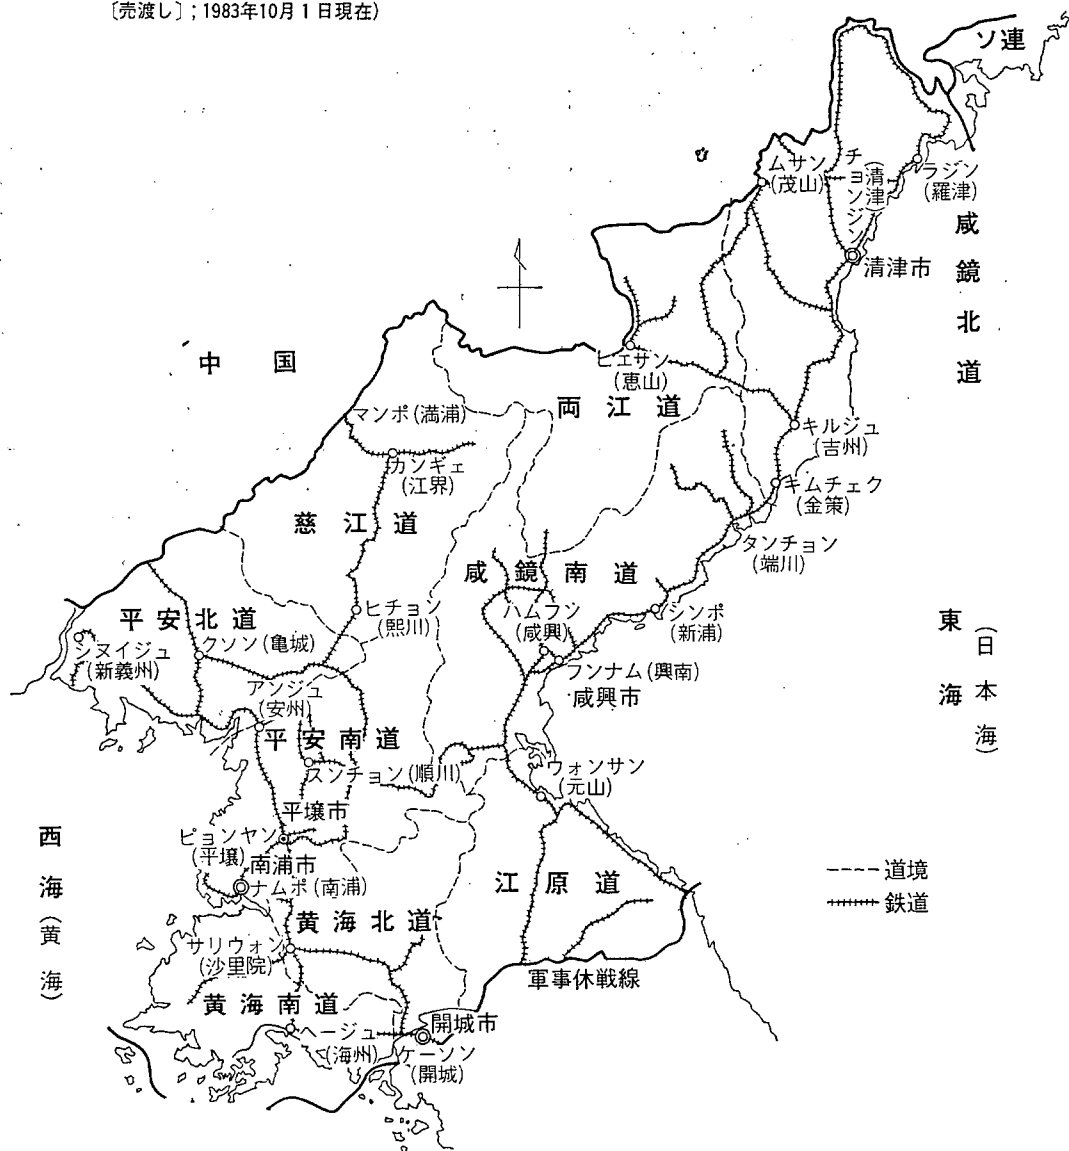 〔売渡し〕；1983年10月1日現在）
ソ連
ムサン
（茂山）
チョンジン
（清津）
ラジン
（羅津）
咸鏡北道
清津市
中国
ヒェサン
（恵山）
両江道
マンポ（満浦）
カンギェ
（江界）
キルジュ
（吉州）
キムチェク
（金策）
慈江道
タンチョン
（端川）
咸鏡南道
平安北道
ヒチョン
（熙川）
ハムフン
（咸興）
シンポ
（新浦）
東海
（日本海）
シヌイジュ
（新義州）
クソン（亀城）
フンナム（興南）
咸興市
アンジュ
（安州）
平安南道
スンチョン（順川）
ウォンサン
（元山）
平壌市
ピョンヤン
（平壌）
南浦市
ナムポ（南浦）
西海（黄海）
江原道
道境
鉄道
黄海北道
サリウォン
（沙里院）
軍事休戦線
黄海南道
ヘージュ
（海州）
開城市
ケーソン
（開城）